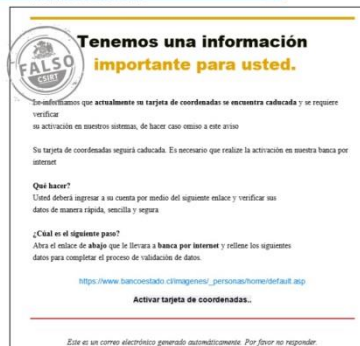 Tenemos una información
importante para usted.
FALSO
CSIRT
Le informamos que actualmente su tarjeta de coordenadas se encuentra caducada y se requiere
verificar
su activación en nuestros sistemas, de hacer caso omiso a este aviso
Su tarjeta de coordenadas seguirá caducada. Es necesario que realize la activación en nuestra banca por
internet
Qué hacer?
Usted deberá ingresar a su cuenta por medio del siguiente enlace y verificar sus
datos de manera rápida, sencilla y segura
¿Cúal es el siguiente paso?
Abra el enlace de abajo que le llevara a banca por internet y rellene los siguientes
datos para completar el proceso de validación de datos.
https://www.bancoestado.cl/imagenes/_personas/home/default.asp
Activar tarjeta de coordenadas..
Este es un correo electrónico generado automáticamente. Por favor no responder.